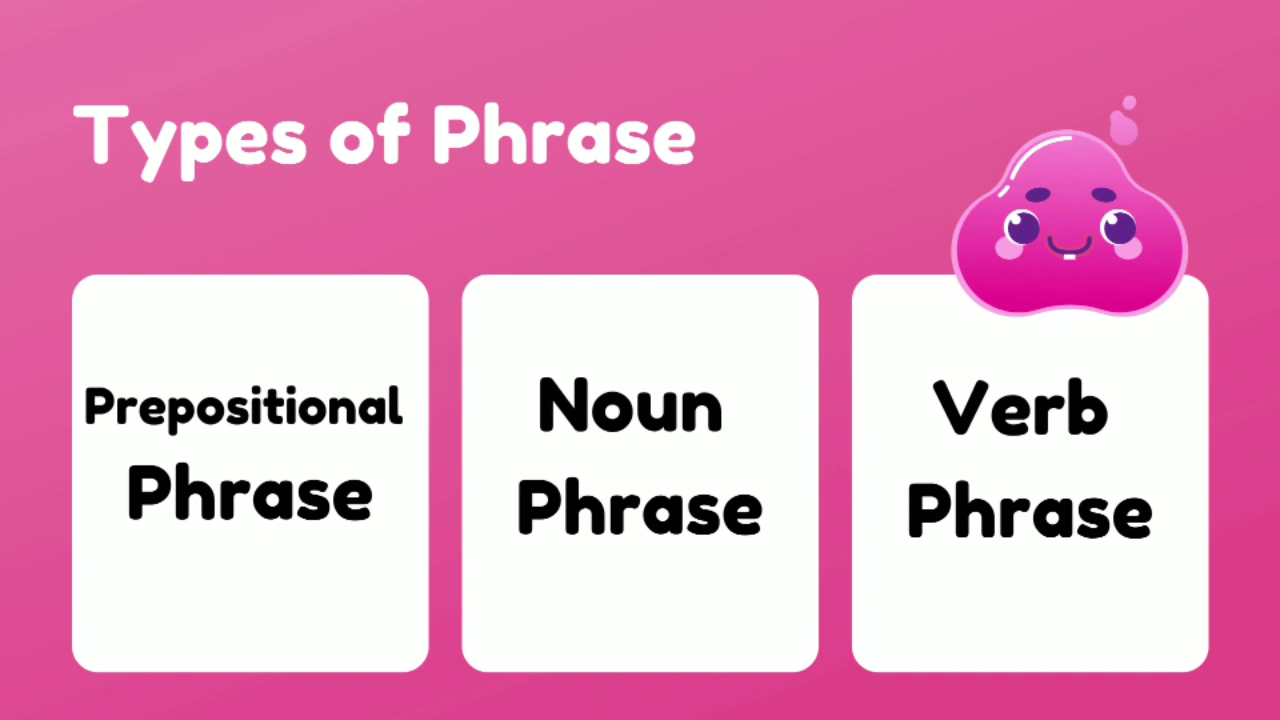 Types of Phrase
Prepositional
Phrase
Noun
Phrase
Verb
Phrase